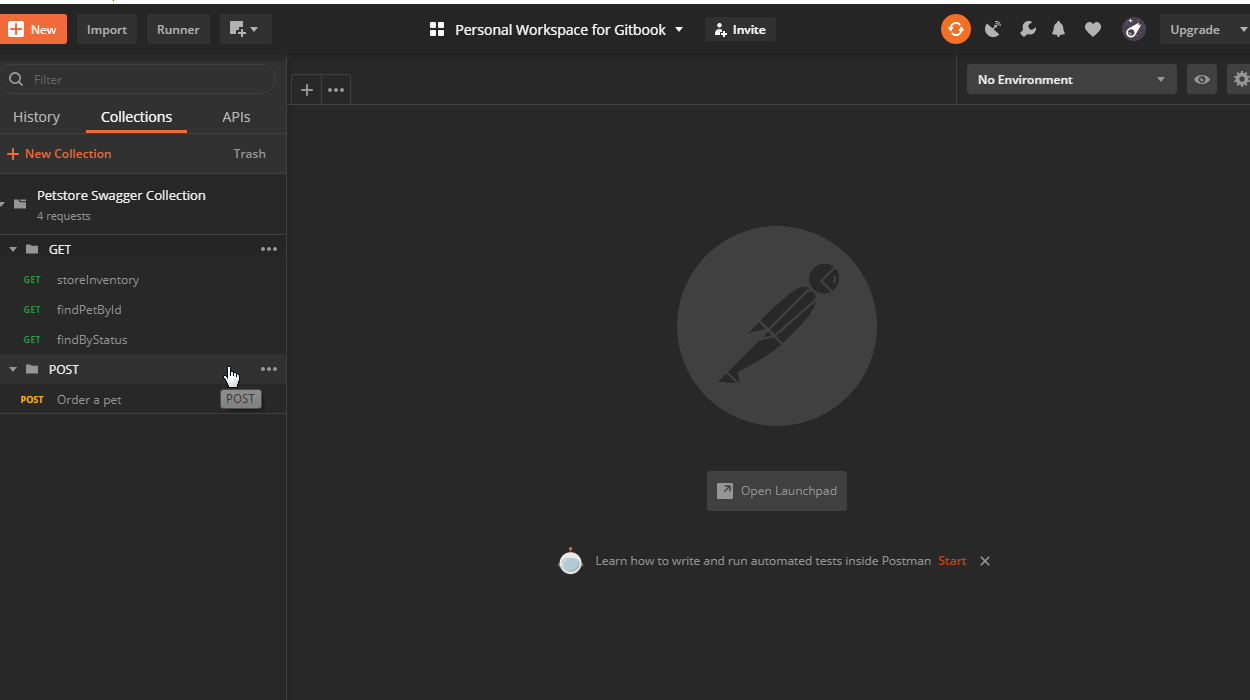 New Import Runner Personal Workspace for Gitbook Invite Upgrade
Filter
No Environment
History Collections APIs
New Collection Trash
Petstore Swagger Collection
4 requests
GET
GET storeInventory
GET findPetById
GET findByStatus
POST
POST Order a pet POST
Open Launchpad
Learn how to write and run automated tests inside Postman Start